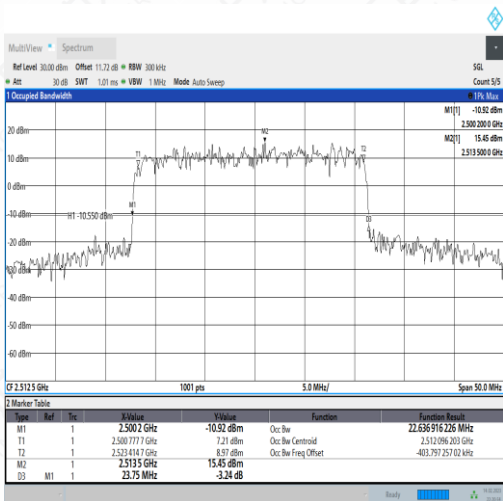 MultiView Spectrum
Ref Level 30.00 dBm Offset 11.72 dB RBW 300 kHz SGL
Att 30 dB SWT 1.01 ms VBW 1 MHz Mode Auto Sweep Count 5/5
1 Occupied Bandwidth 1Pk Max
M1[1] -10.92 dBm
2.500 200 0 GHz
M2[1] 15.45 dBm
2.513 500 0 GHz
20 dBm
M2
T1
T2
10 dBm
0 dBm
M1
-10 dBm
H1 -10.550 dBm
D3
-20 dBm
-30 dBm
-40 dBm
-50 dBm
-60 dBm
CF 2.512 5 GHz 1001 pts 5.0 MHz/ Span 50.0 MHz
2 Marker Table
Type Ref Trc X-Value Y-Value Function Function Result
M1 1 2.5002 GHz -10.92 dBm Occ Bw 22.636 916 226 MHz
T1 1 2.500 777 7 GHz 7.21 dBm Occ Bw Centroid 2.512 096 203 GHz
T2 1 2.523 414 7 GHz 8.97 dBm Occ Bw Freq Offset -403.797 257 02 kHz
M2 1 2.5135 GHz 15.45 dBm
D3 M1 1 23.75 MHz -3.24 dB
Ready